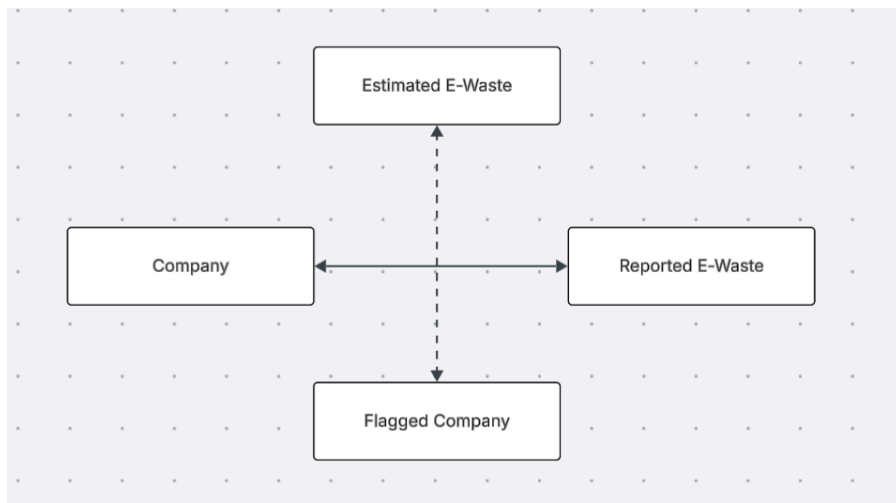 Estimated E-Waste
Company
Reported E-Waste
Flagged Company